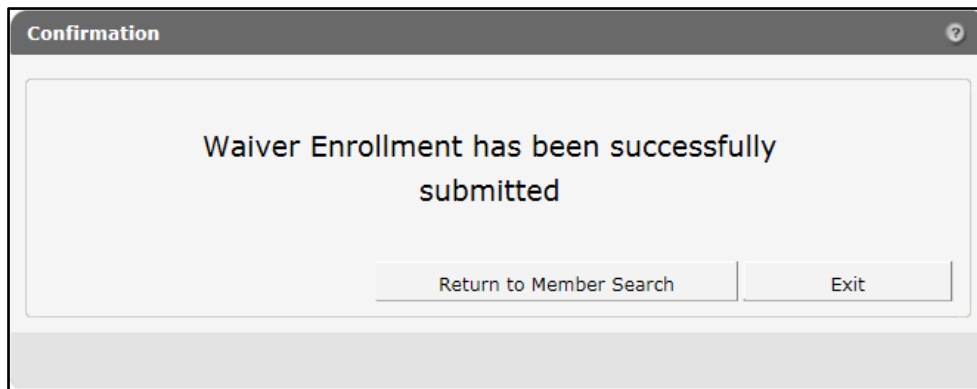 Confirmation
?
Waiver Enrollment has been successfully
submitted
Return to Member Search
Exit